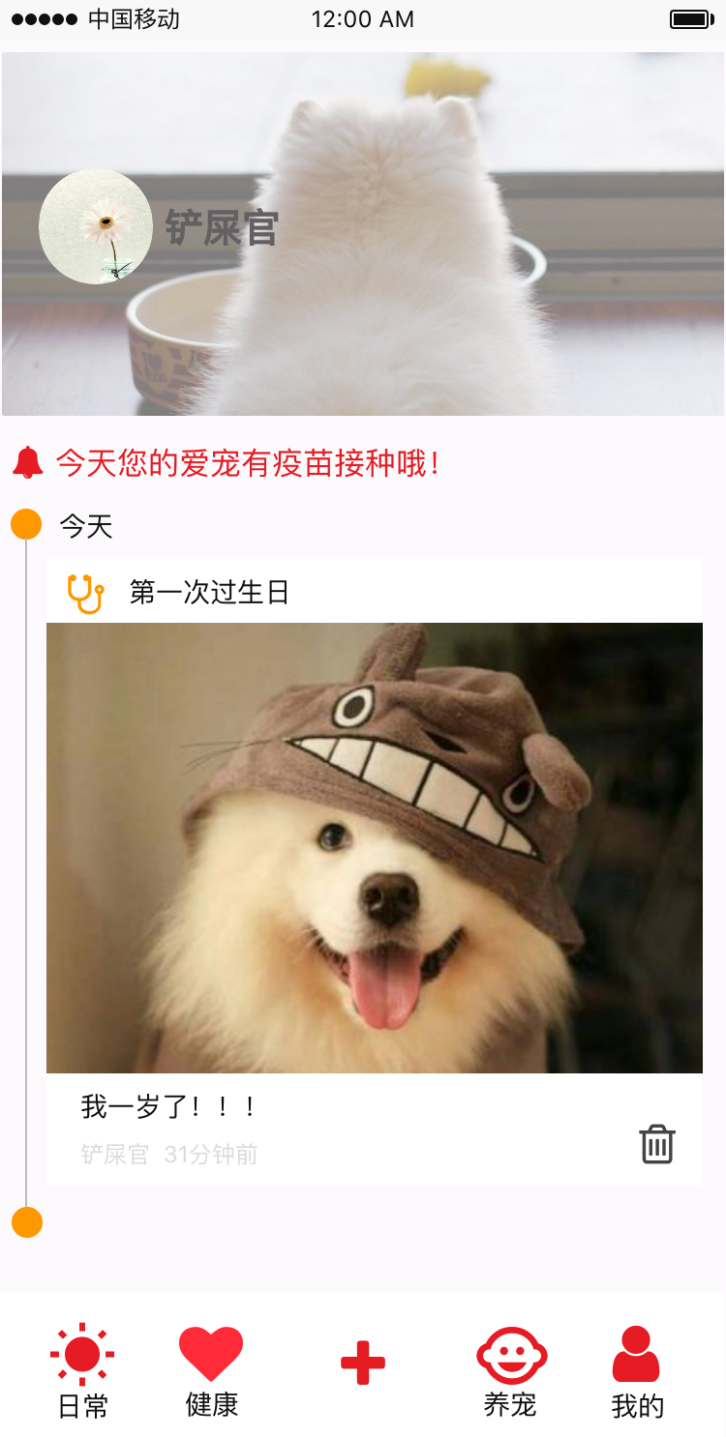 中国移动 12:00 AM
铲屎官
今天您的爱宠有疫苗接种哦！
今天
第一次过生日
我一岁了！！！
铲屎官 31分钟前
日常 健康 养宠 我的